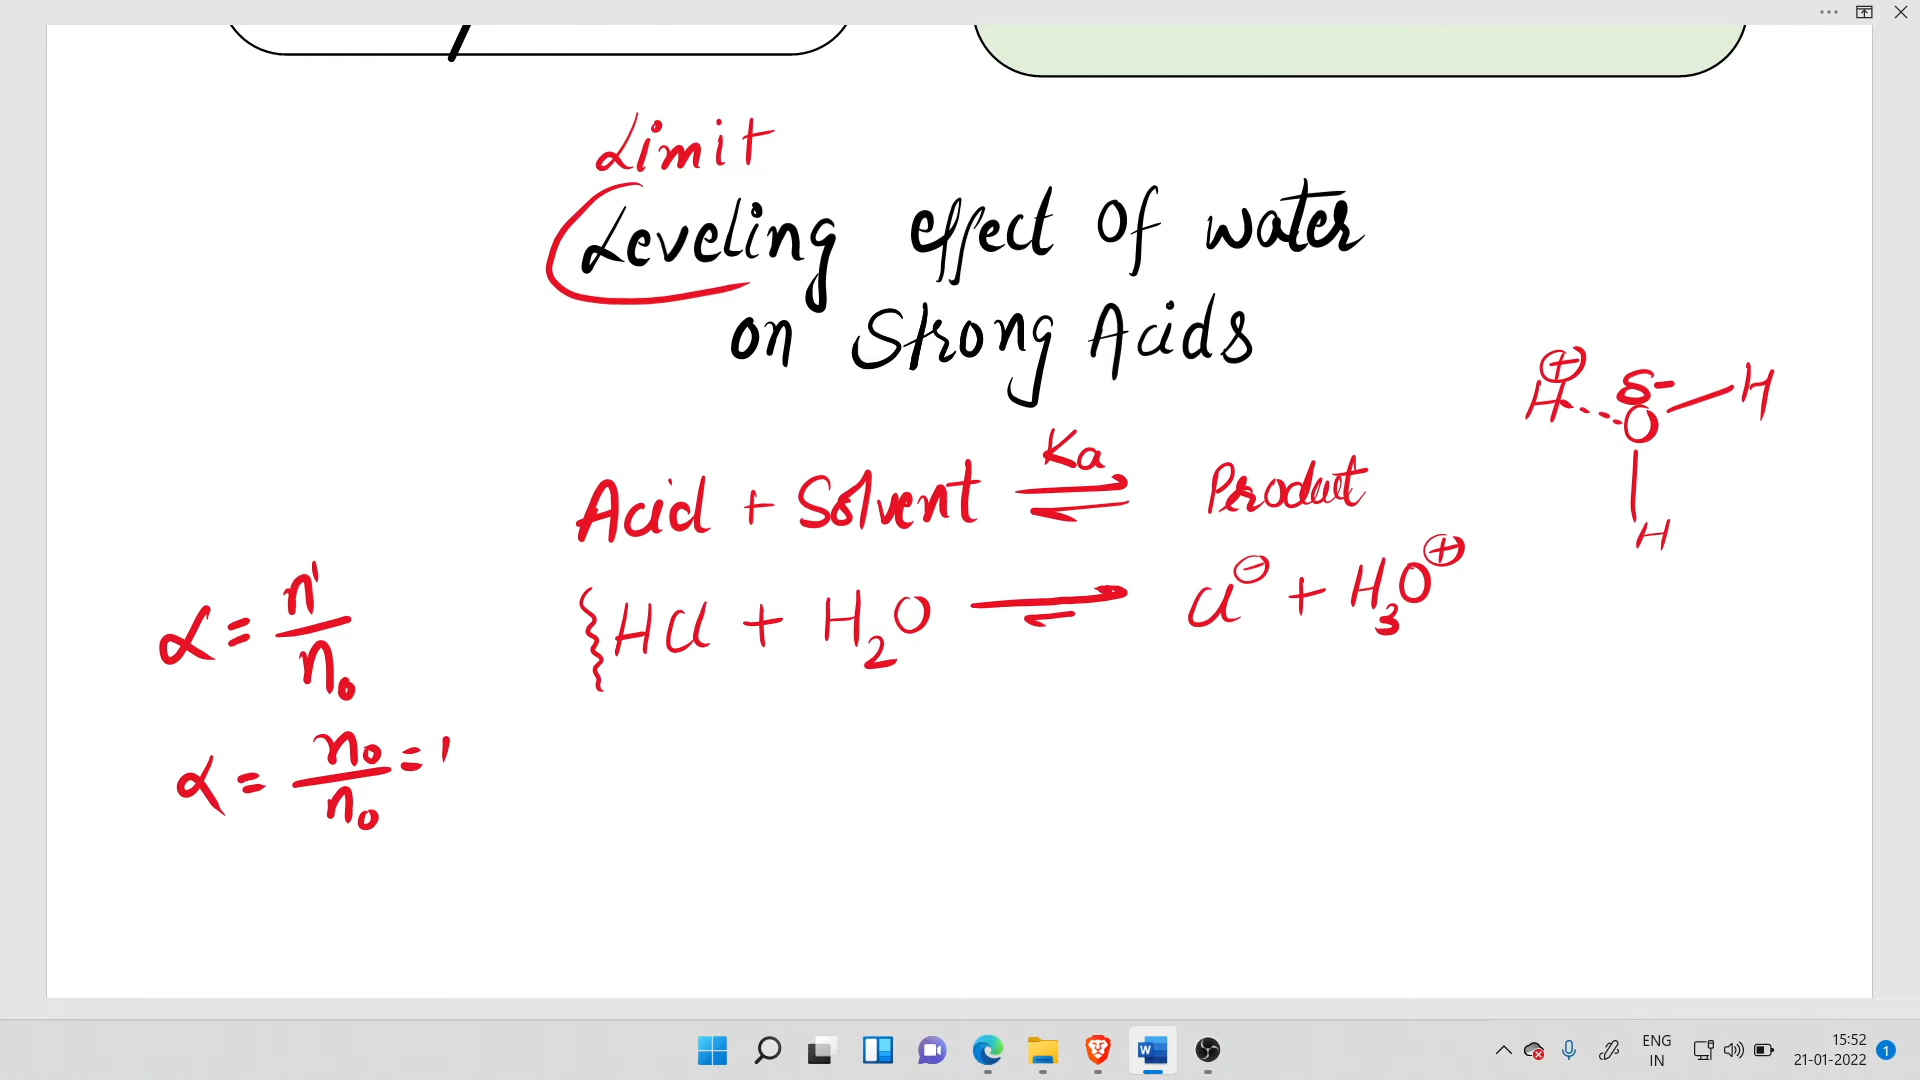 Limit
Leveling effect of water
on Strong Acids
H⊕ δ- O H
H
Ka
Acid + Solvent ⇌ Product
{HCl + H₂O ⇌ Cl⊖ + H₃O⊕
α = n'/n₀
α = n₀/n₀ = 1
ENG
IN
15:52
21-01-2022
1